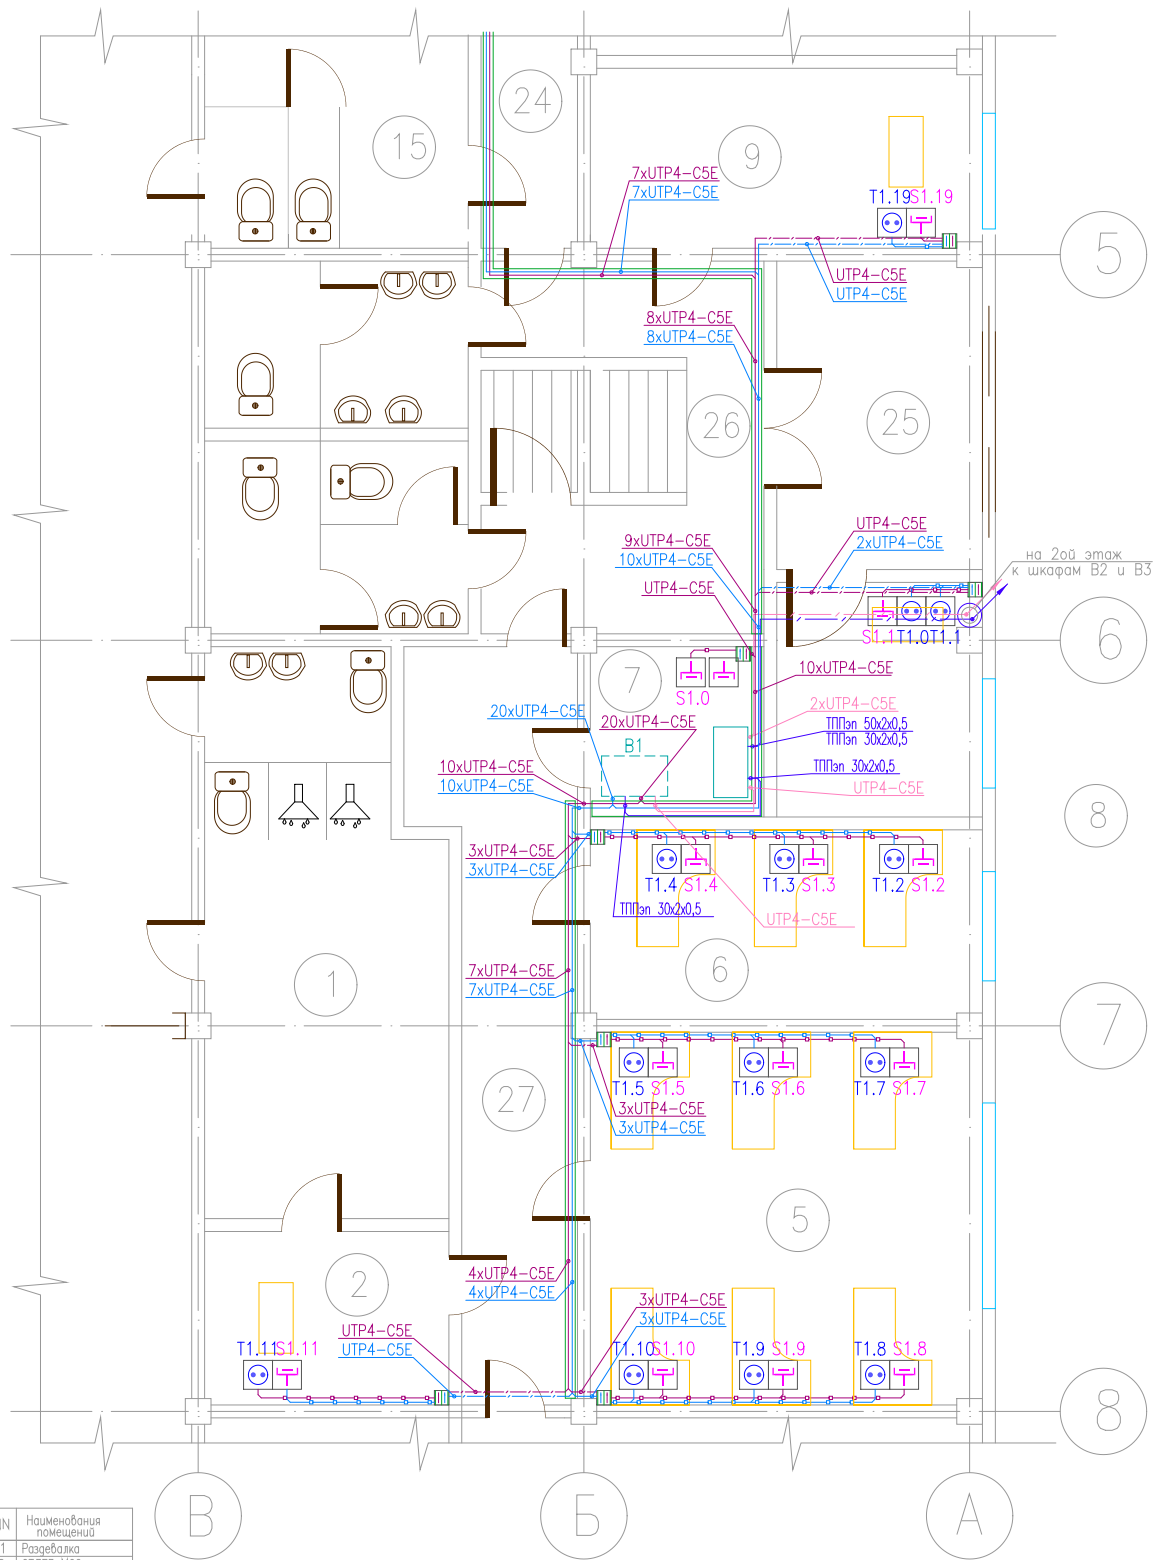 24
15
9
7xUTP4-C5E
7xUTP4-C5E
T1.19
S1.19
5
UTP4-C5E
UTP4-C5E
8xUTP4-C5E
8xUTP4-C5E
26
25
9xUTP4-C5E
10xUTP4-C5E
UTP4-C5E
UTP4-C5E
2xUTP4-C5E
на 2ой этаж
к шкафам В2 и В3
S1.1
T1.0
T1.1
6
7
S1.0
10xUTP4-C5E
20xUTP4-C5E
20xUTP4-C5E
2xUTP4-C5E
ТППэп 50x2x0,5
ТППэп 30x2x0,5
В1
10xUTP4-C5E
10xUTP4-C5E
ТППэп 30x2x0,5
UTP4-C5E
8
3xUTP4-C5E
3xUTP4-C5E
T1.4
S1.4
T1.3
S1.3
T1.2
S1.2
ТППэп 30x2x0,5
UTP4-C5E
7xUTP4-C5E
7xUTP4-C5E
1
6
7
T1.5
S1.5
T1.6
S1.6
T1.7
S1.7
27
3xUTP4-C5E
3xUTP4-C5E
5
4xUTP4-C5E
4xUTP4-C5E
2
3xUTP4-C5E
3xUTP4-C5E
UTP4-C5E
UTP4-C5E
T1.11
S1.11
T1.10
S1.10
T1.9
S1.9
T1.8
S1.8
8
В
Б
А
Наименования
помещений
1 Раздевалка